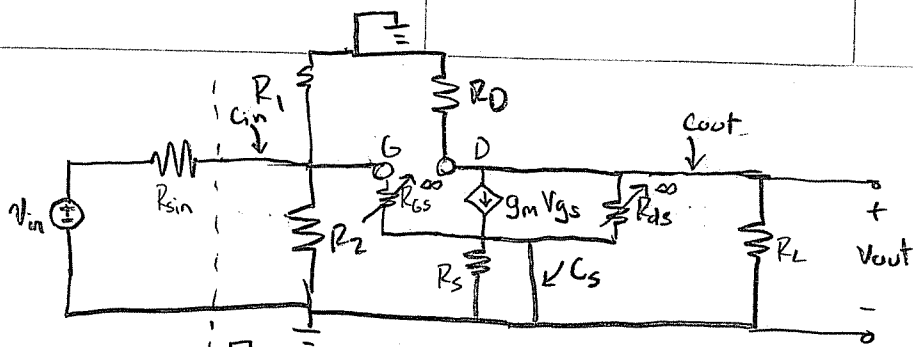 R1
RD
Cin
G
D
Cout
Rsin
RGS
∞
gm Vgs
Rds
∞
Vin
R2
RS
Cs
RL
+
Vout
-